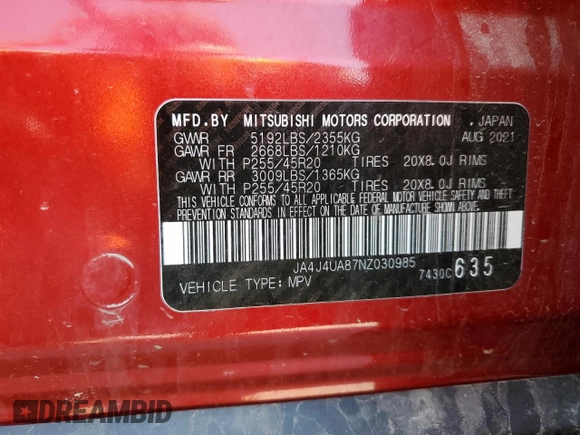 MFD.BY MITSUBISHI MOTORS CORPORATION . JAPAN
GVWR 5192LBS/2355KG AUG 2021
GAWR FR 2668LBS/1210KG
WITH P255/45R20 TIRES 20X8.0J RIMS
GAWR RR 3009LBS/1365KG
WITH P255/45R20 TIRES 20X8.0J RIMS
THIS VEHICLE CONFORMS TO ALL APPLICABLE FEDERAL MOTOR VEHICLE SAFETY AND THEFT
PREVENTION STANDARDS IN EFFECT ON THE DATE OF MANUFACTURE SHOWN ABOVE.
JA4J4UA87NZ030985
VEHICLE TYPE: MPV 7430C 635
DREAMBID